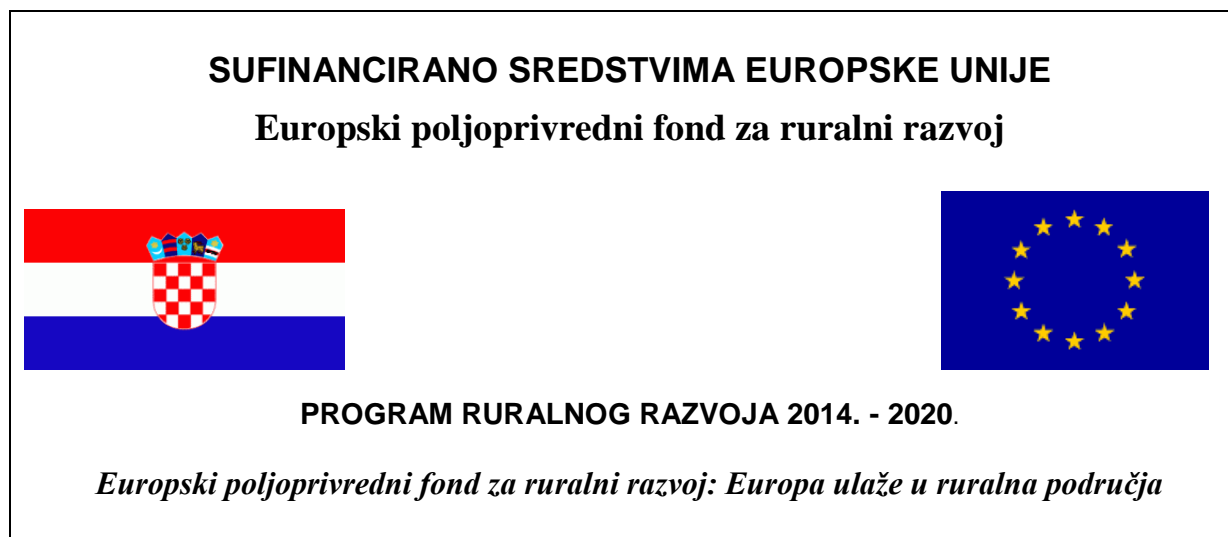 SUFINANCIRANO SREDSTVIMA EUROPSKE UNIJE
Europski poljoprivredni fond za ruralni razvoj
PROGRAM RURALNOG RAZVOJA 2014. - 2020.
Europski poljoprivredni fond za ruralni razvoj: Europa ulaže u ruralna područja